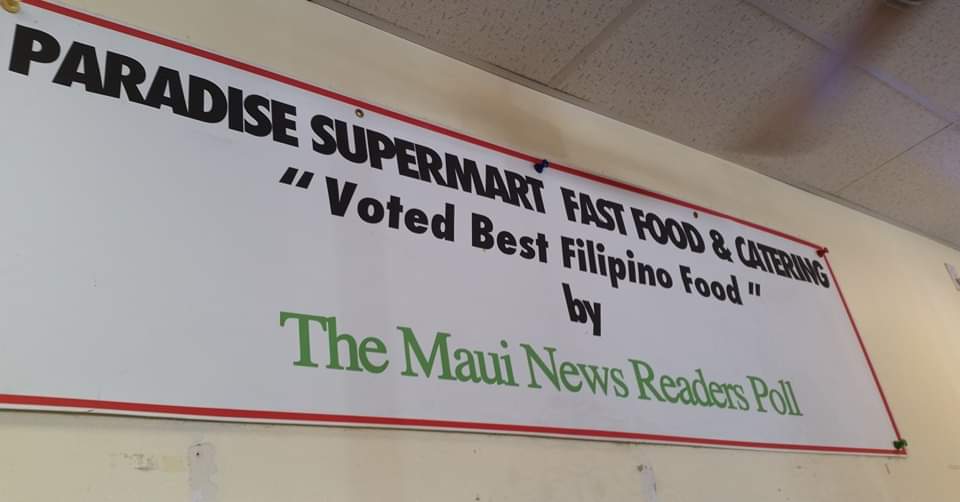 PARADISE SUPERMART FAST FOOD & CATERING
"Voted Best Filipino Food"
by
The Maui News Readers Poll